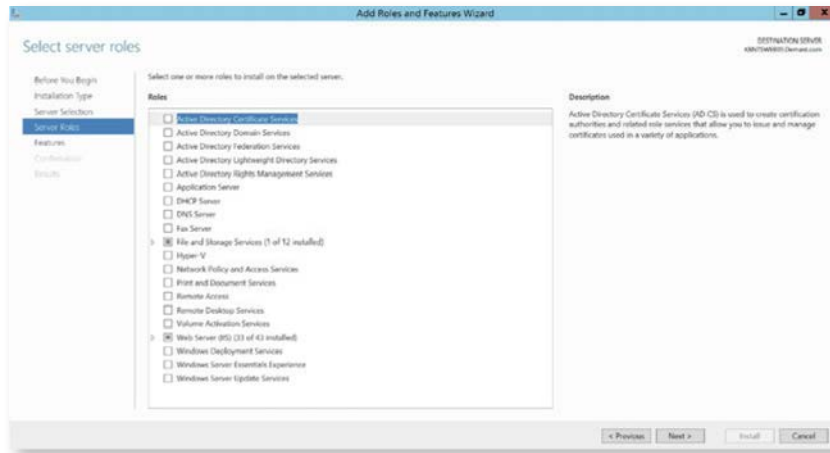 Add Roles and Features Wizard
Select server roles
DESTINATION SERVER
Before You Begin
Installation Type
Server Selection
Server Roles
Features
Confirmation
Results
Select one or more roles to install on the selected server.
Roles
Active Directory Certificate Services
Active Directory Domain Services
Active Directory Federation Services
Active Directory Lightweight Directory Services
Active Directory Rights Management Services
Application Server
DHCP Server
DNS Server
Fax Server
File and Storage Services (1 of 12 installed)
Hyper-V
Network Policy and Access Services
Print and Document Services
Remote Access
Remote Desktop Services
Volume Activation Services
Web Server (IIS) (33 of 43 installed)
Windows Deployment Services
Windows Server Essentials Experience
Windows Server Update Services
Description
Active Directory Certificate Services (AD CS) is used to create certification
authorities and related role services that allow you to issue and manage
certificates used in a variety of applications.
< Previous
Next >
Install
Cancel